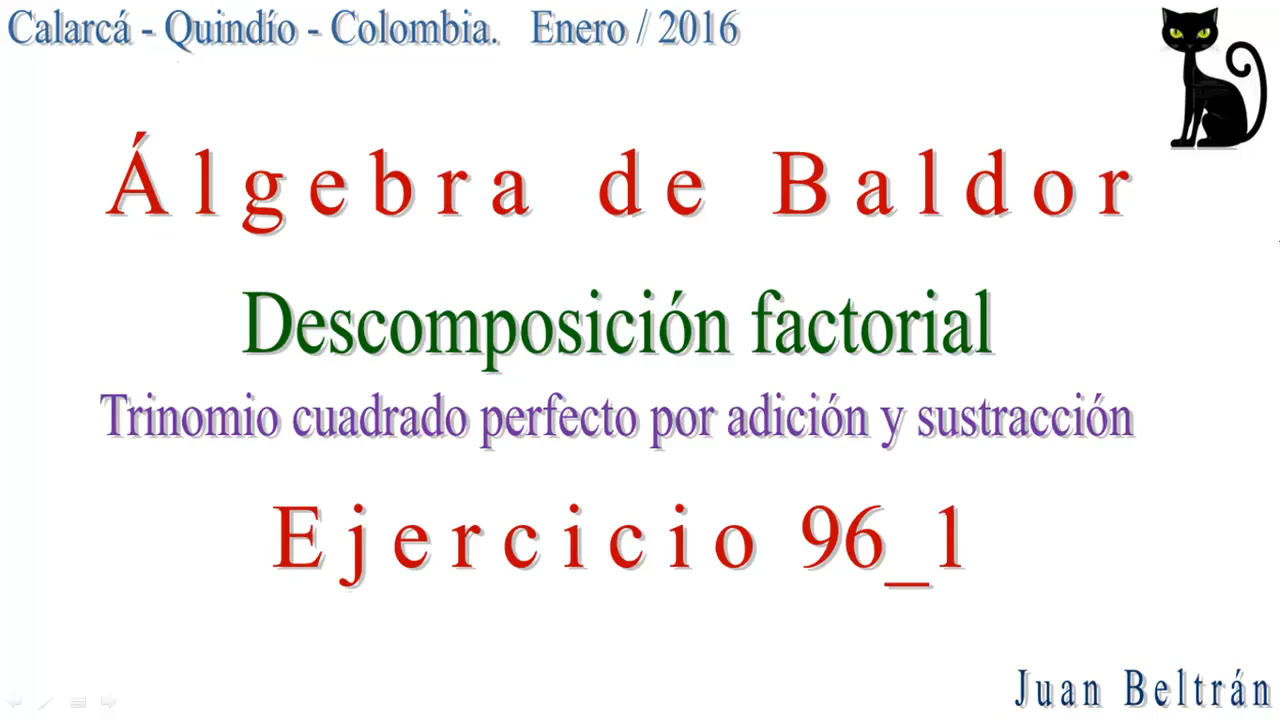 Calarcá - Quindío - Colombia. Enero / 2016
Álgebra de Baldor
Descomposición factorial
Trinomio cuadrado perfecto por adición y sustracción
Ejercicio 96_1
Juan Beltrán